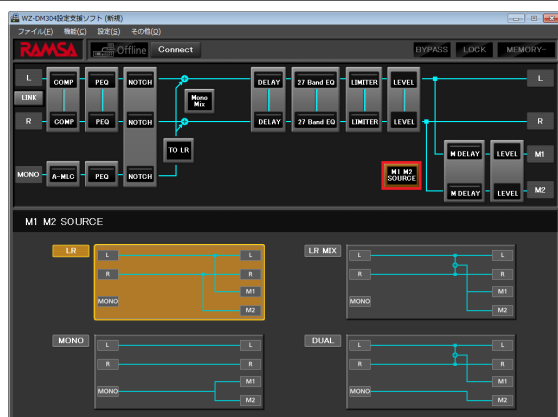 WZ-DM304設定支援ソフト (新規)
ファイル(F) 機能(C) 設定(S) その他(O)
RAMSA Offline Connect BYPASS LOCK MEMORY-
L COMP PEQ NOTCH DELAY 27 Band EQ LIMITER LEVEL L
LINK
Mono Mix
R COMP PEQ NOTCH DELAY 27 Band EQ LIMITER LEVEL R
TO LR
M DELAY LEVEL M1
MONO A-MLC PEQ NOTCH
M1 M2 SOURCE
M DELAY LEVEL M2
M1 M2 SOURCE
LR L L
R R
MONO M1
M2
LR MIX L L
R R
MONO M1
M2
MONO L L
R R
MONO M1
M2
DUAL L L
R R
MONO M1
M2